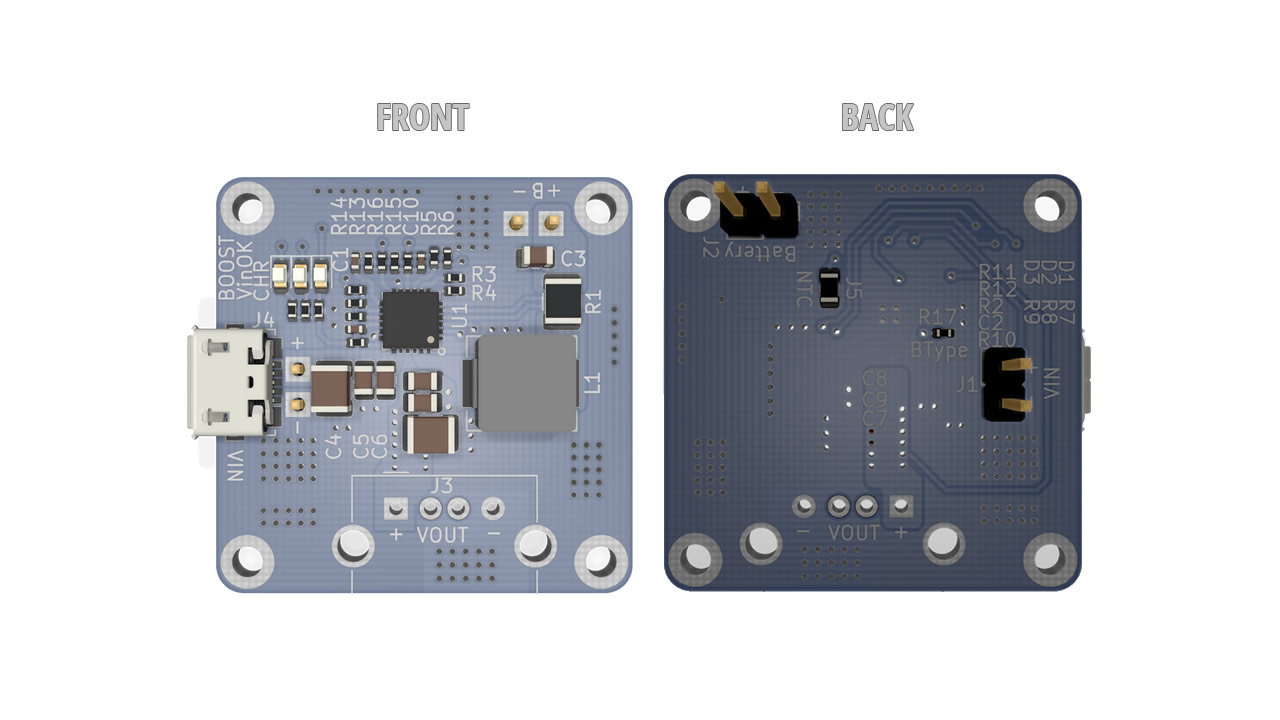 FRONT
BACK
R14
R13
R16
R15
C10
R5
R6
- B+
BOOST
VinOK
CHR
C1
C3
R3
R4
U1
R1
J4
+
-
L1
C4
C5
C6
VIN
J3
+ VOUT -
+
J2
Battery
NTC
J5
R11
R12
R2
C2
R10
D1 R7
D2 R8
D3 R9
R17
BType
J1
+
VIN
C8
C9
C7
- VOUT +